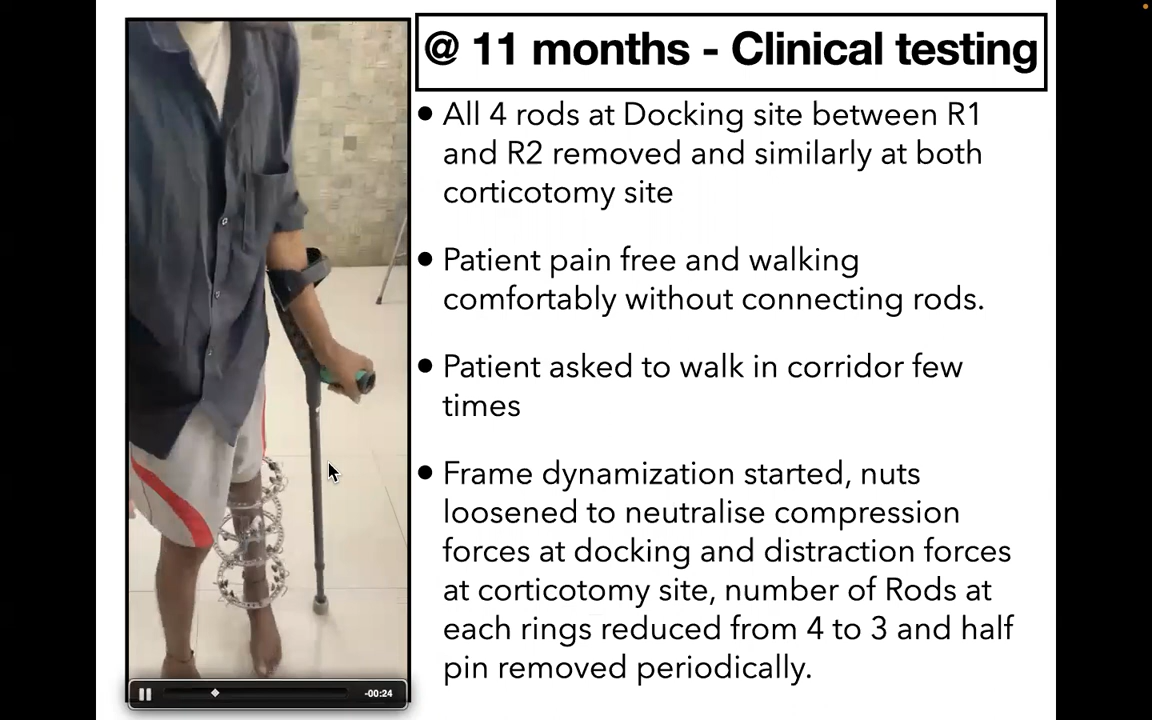 @ 11 months - Clinical testing
• All 4 rods at Docking site between R1
and R2 removed and similarly at both
corticotomy site
• Patient pain free and walking
comfortably without connecting rods.
• Patient asked to walk in corridor few
times
• Frame dynamization started, nuts
loosened to neutralise compression
forces at docking and distraction forces
at corticotomy site, number of Rods at
each rings reduced from 4 to 3 and half
pin removed periodically.
-00:24